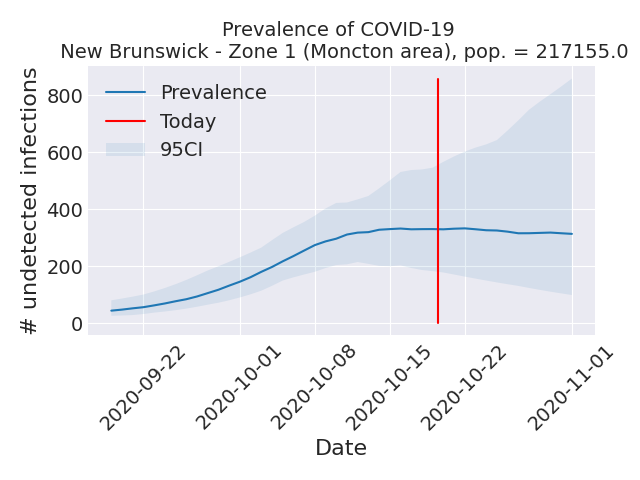 Prevalence of COVID-19
New Brunswick - Zone 1 (Moncton area), pop. = 217155.0
# undetected infections
800
600
400
200
0
Prevalence
Today
95CI
2020-09-22
2020-10-01
2020-10-08
2020-10-15
2020-10-22
2020-11-01
Date